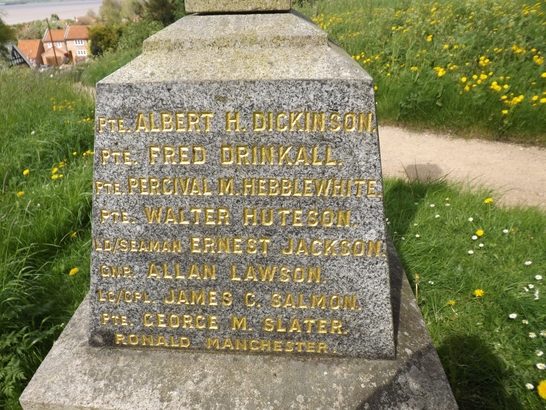 PTE. ALBERT H. DICKINSON.
PTE. FRED DRINKALL.
PTE. PERCIVAL M. HEBBLEWHITE.
PTE. WALTER HUTESON.
LD/SEAMAN ERNEST JACKSON.
GNR. ALLAN LAWSON.
LC/CPL. JAMES C. SALMON.
PTE. GEORGE M. SLATER.
RONALD MANCHESTER.